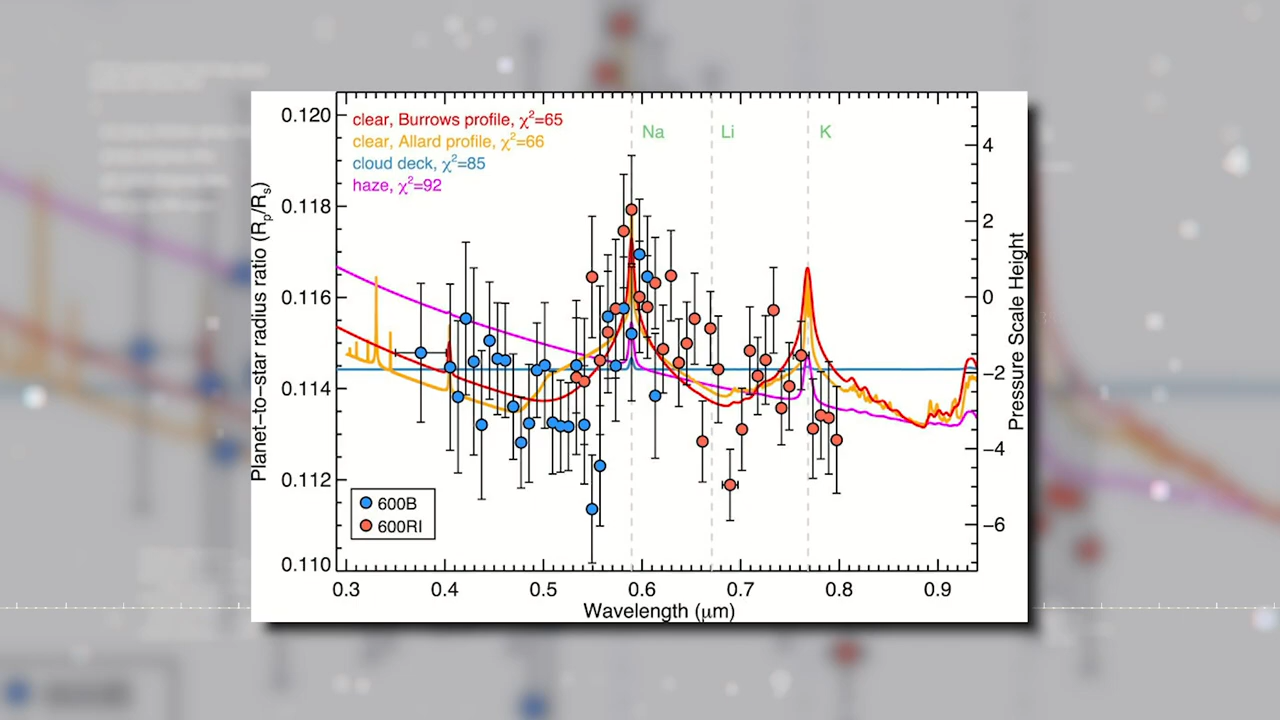 clear, Burrows profile, χ²=65
clear, Allard profile, χ²=66
cloud deck, χ²=85
haze, χ²=92
Na
Li
K
0.120
0.118
0.116
0.114
0.112
0.110
Planet-to-star radius ratio (Rp/Rs)
4
2
0
-2
-4
-6
Pressure Scale Height
600B
600RI
0.3 0.4 0.5 0.6 0.7 0.8 0.9
Wavelength (μm)